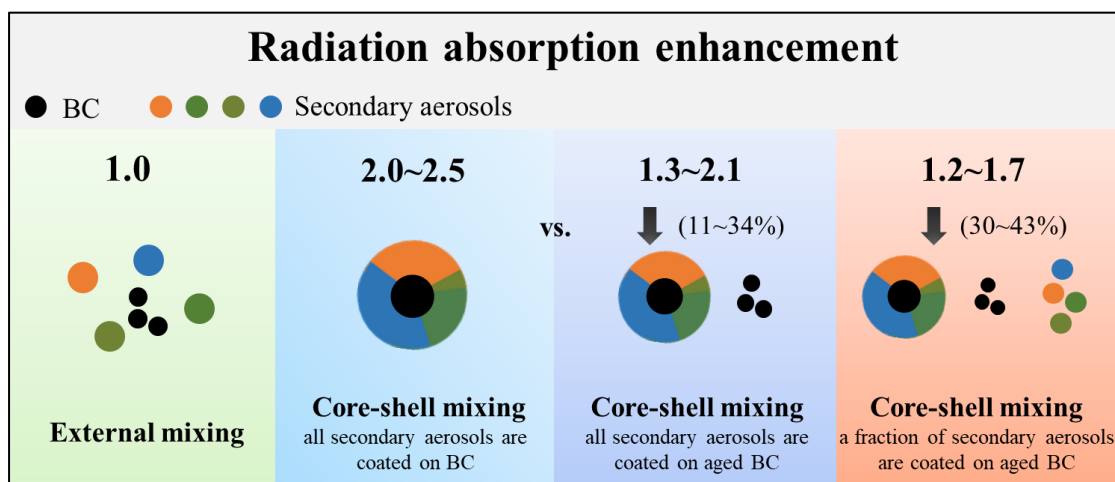 Radiation absorption enhancement
BC
Secondary aerosols
1.0
2.0~2.5
1.3~2.1
1.2~1.7
vs.
(11~34%)
(30~43%)
External mixing
Core-shell mixing
all secondary aerosols are
coated on BC
Core-shell mixing
all secondary aerosols are
coated on aged BC
Core-shell mixing
a fraction of secondary aerosols
are coated on aged BC